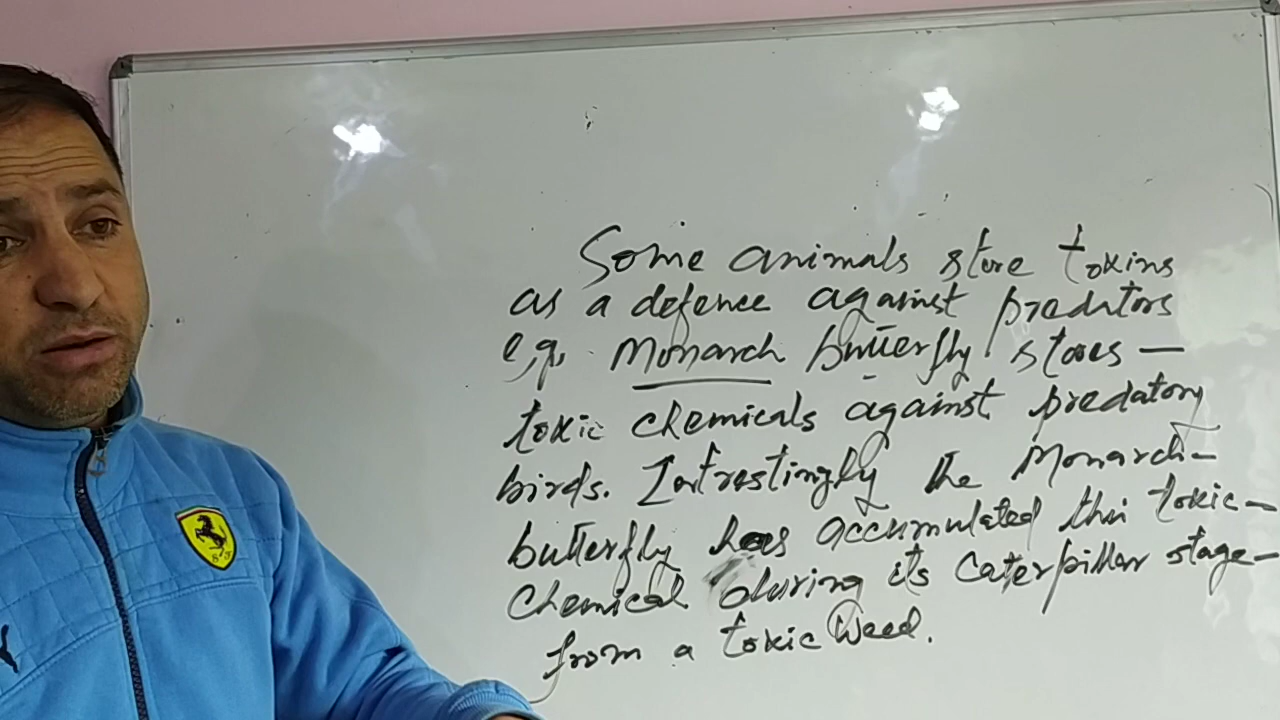 Some animals store toxins
as a defence against predators
e.g. Monarch butterfly stores -
toxic chemicals against predatory
birds. Intrestingly the Monarch -
butterfly has accumulated this toxic -
chemical during its caterpillar stage -
from a toxic weed.
S F